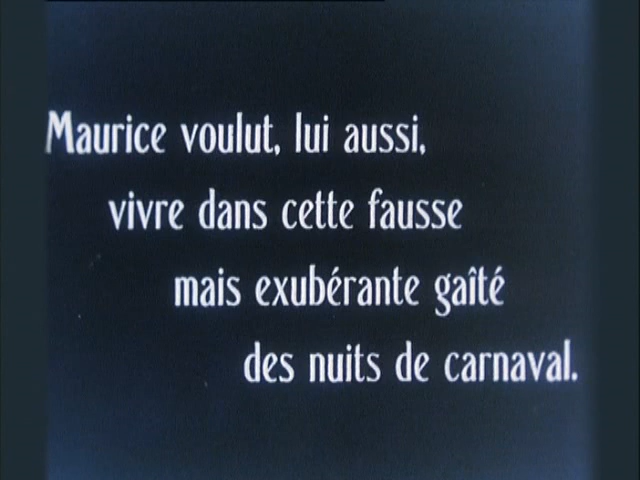 Maurice voulut, lui aussi,
vivre dans cette fausse
mais exubérante gaîté
des nuits de carnaval.